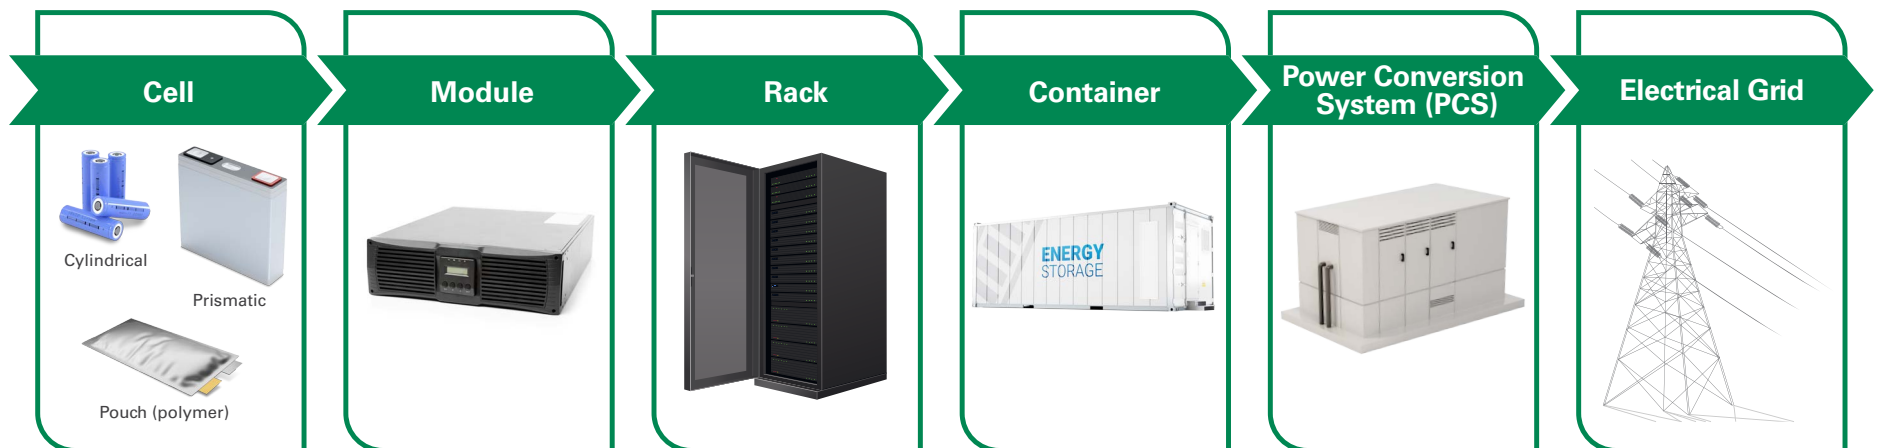 Cell
Module
Rack
Container
Power Conversion
System (PCS)
Electrical Grid
Cylindrical
Prismatic
Pouch (polymer)
ENERGY
STORAGE